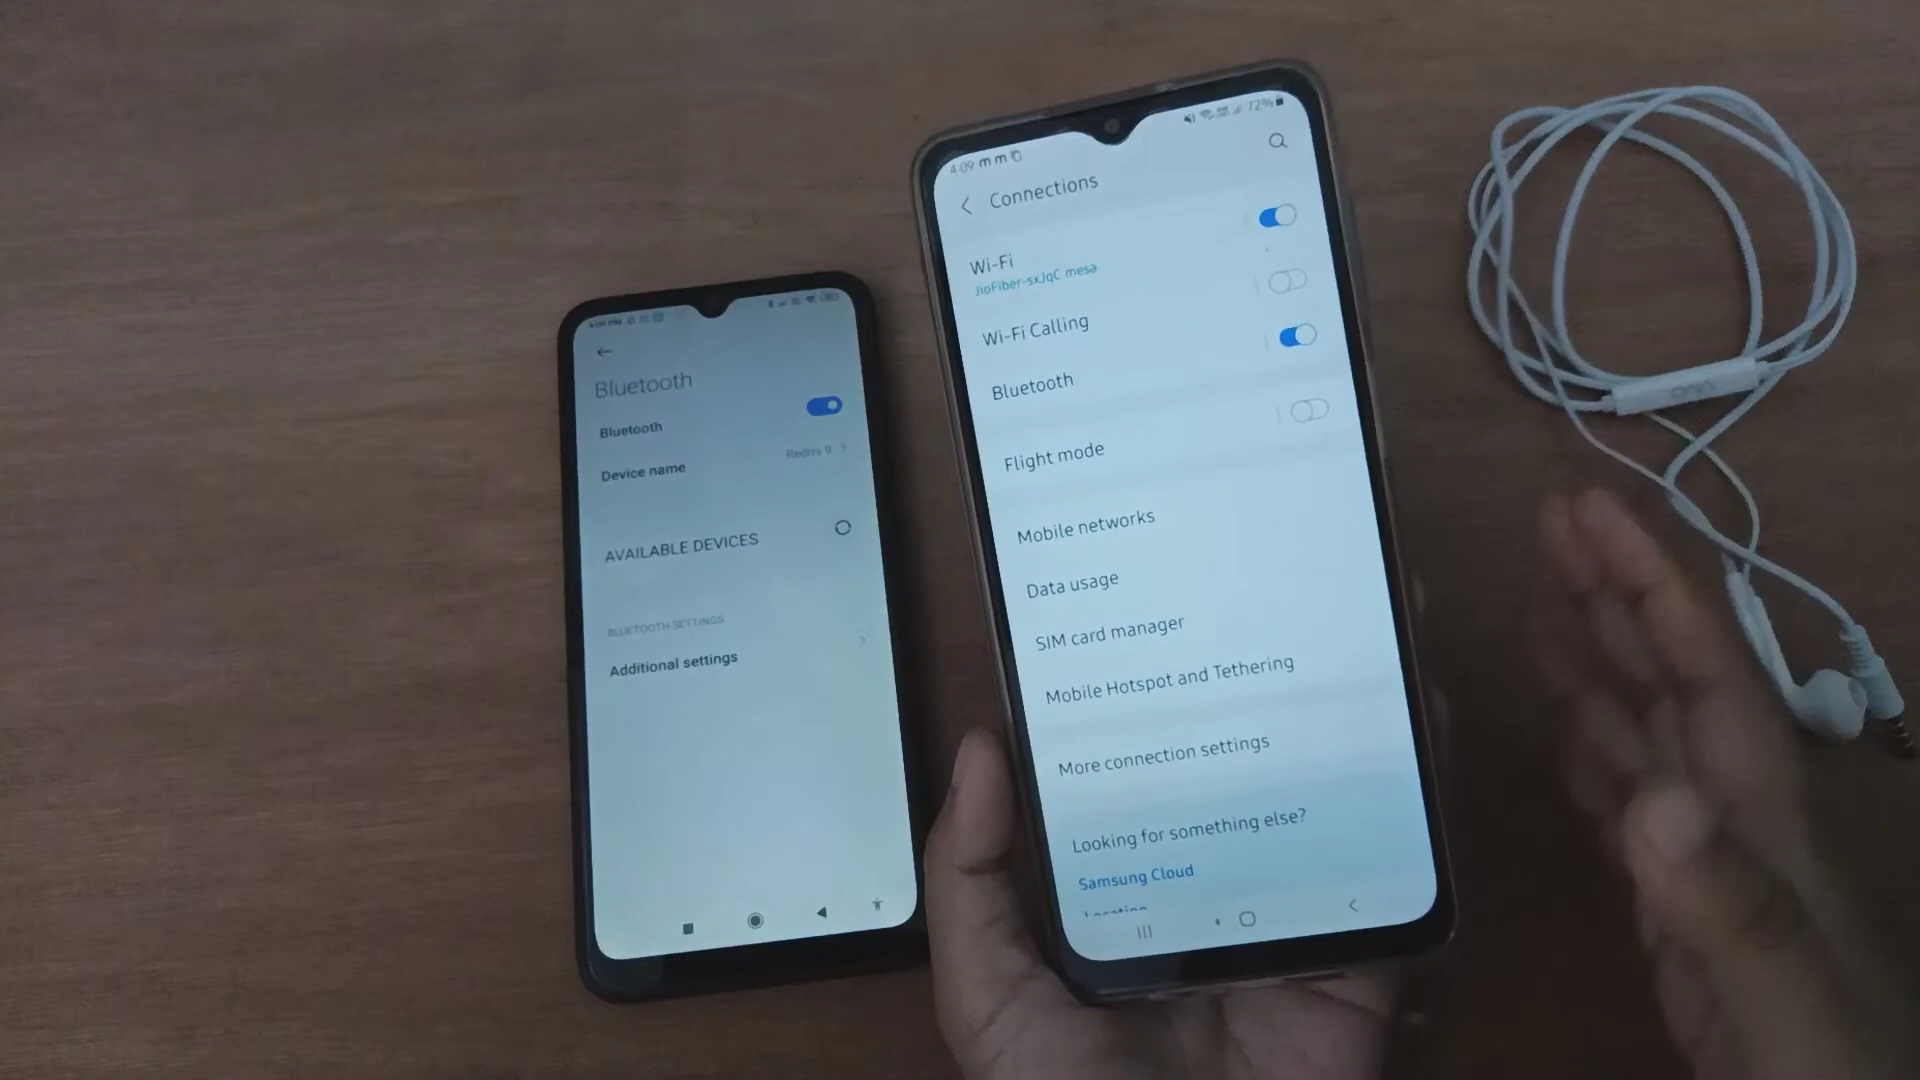 Bluetooth
Bluetooth
Device name
Redmi 9
AVAILABLE DEVICES
BLUETOOTH SETTINGS
Additional settings
4:09 m m
72%
Connections
Wi-Fi
JioFiber-sxJqC mesa
Wi-Fi Calling
Bluetooth
Flight mode
Mobile networks
Data usage
SIM card manager
Mobile Hotspot and Tethering
More connection settings
Looking for something else?
Samsung Cloud